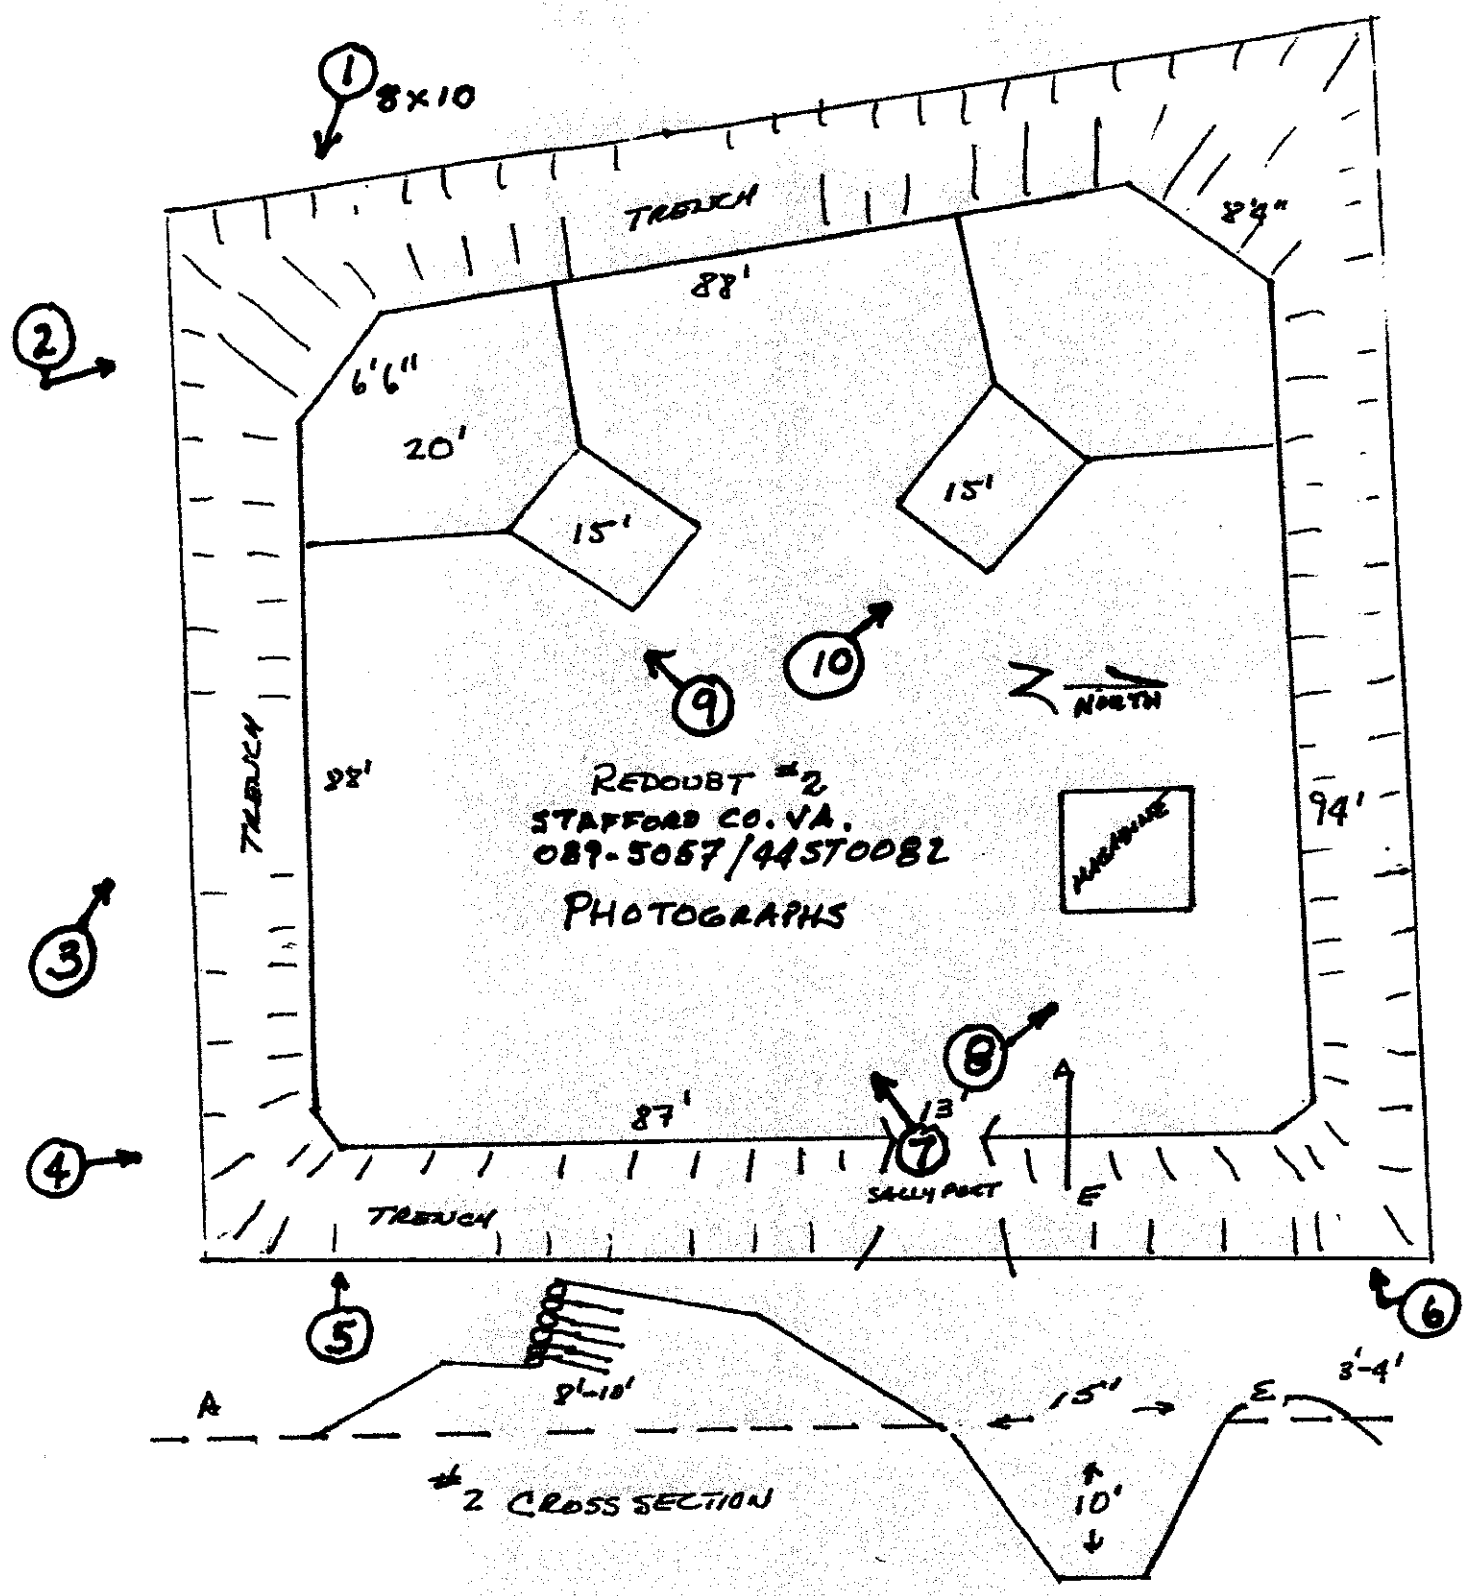 1
8x10
TRENCH
8'4"
88'
2
6'6"
20'
15'
15'
10
9
NORTH
TRENCH
88'
REDOUBT #2
STAFFORD CO. VA.
089-5067/44ST0082
PHOTOGRAPHS
MAGAZINE
94'
3
8
A
87'
13'
7
4
SALLY PORT
E
TRENCH
5
6
8'-10'
3'-4'
A
15'
E
10'
#2 CROSS SECTION